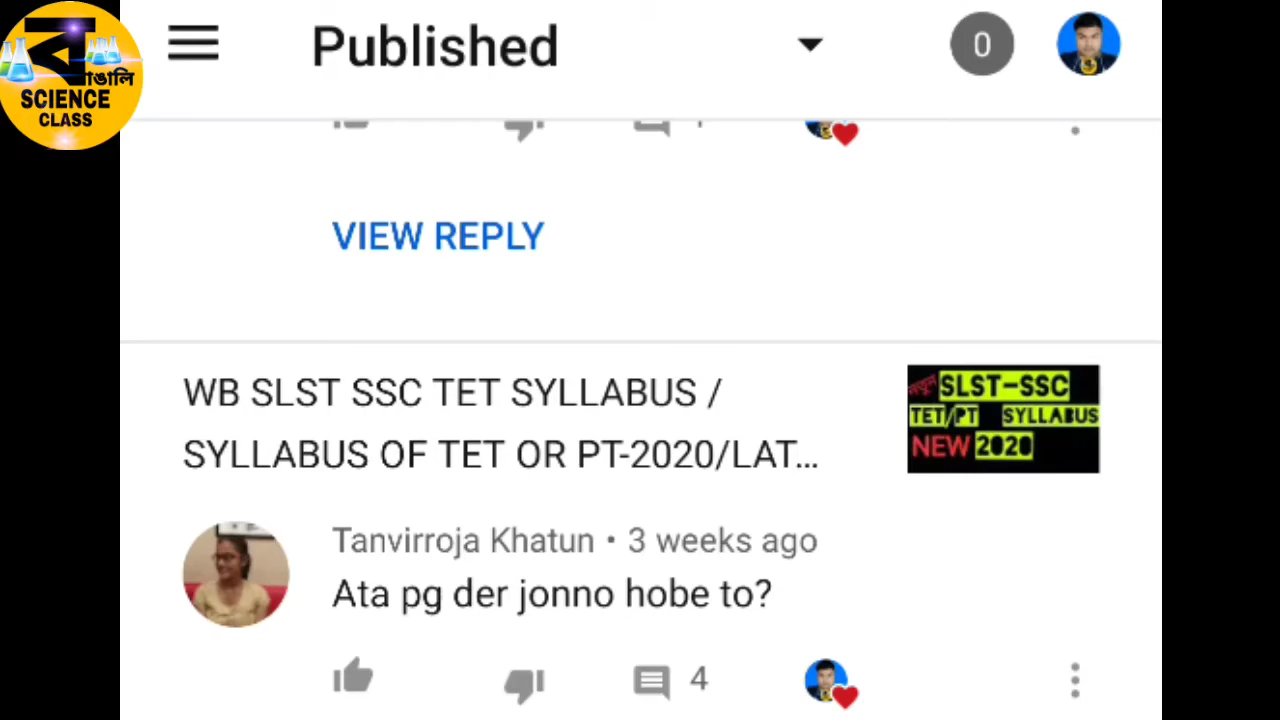 ব
াঙালি
SCIENCE
CLASS
Published
0
VIEW REPLY
WB SLST SSC TET SYLLABUS /
SYLLABUS OF TET OR PT-2020/LAT...
নতুন SLST-SSC
TET/PT SYLLABUS
NEW 2020
Tanvirroja Khatun • 3 weeks ago
Ata pg der jonno hobe to?
4